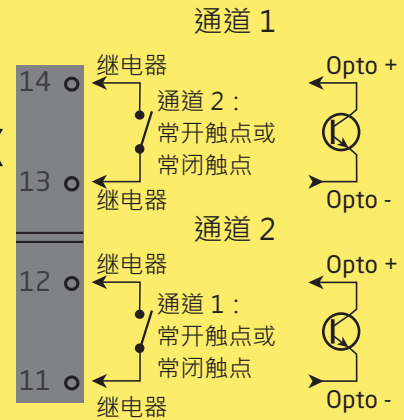 通道 1
继电器
Opto +
14
通道 2：
常开触点或
常闭触点
13
继电器
Opto -
通道 2
继电器
Opto +
12
通道 1：
常开触点或
常闭触点
11
继电器
Opto -